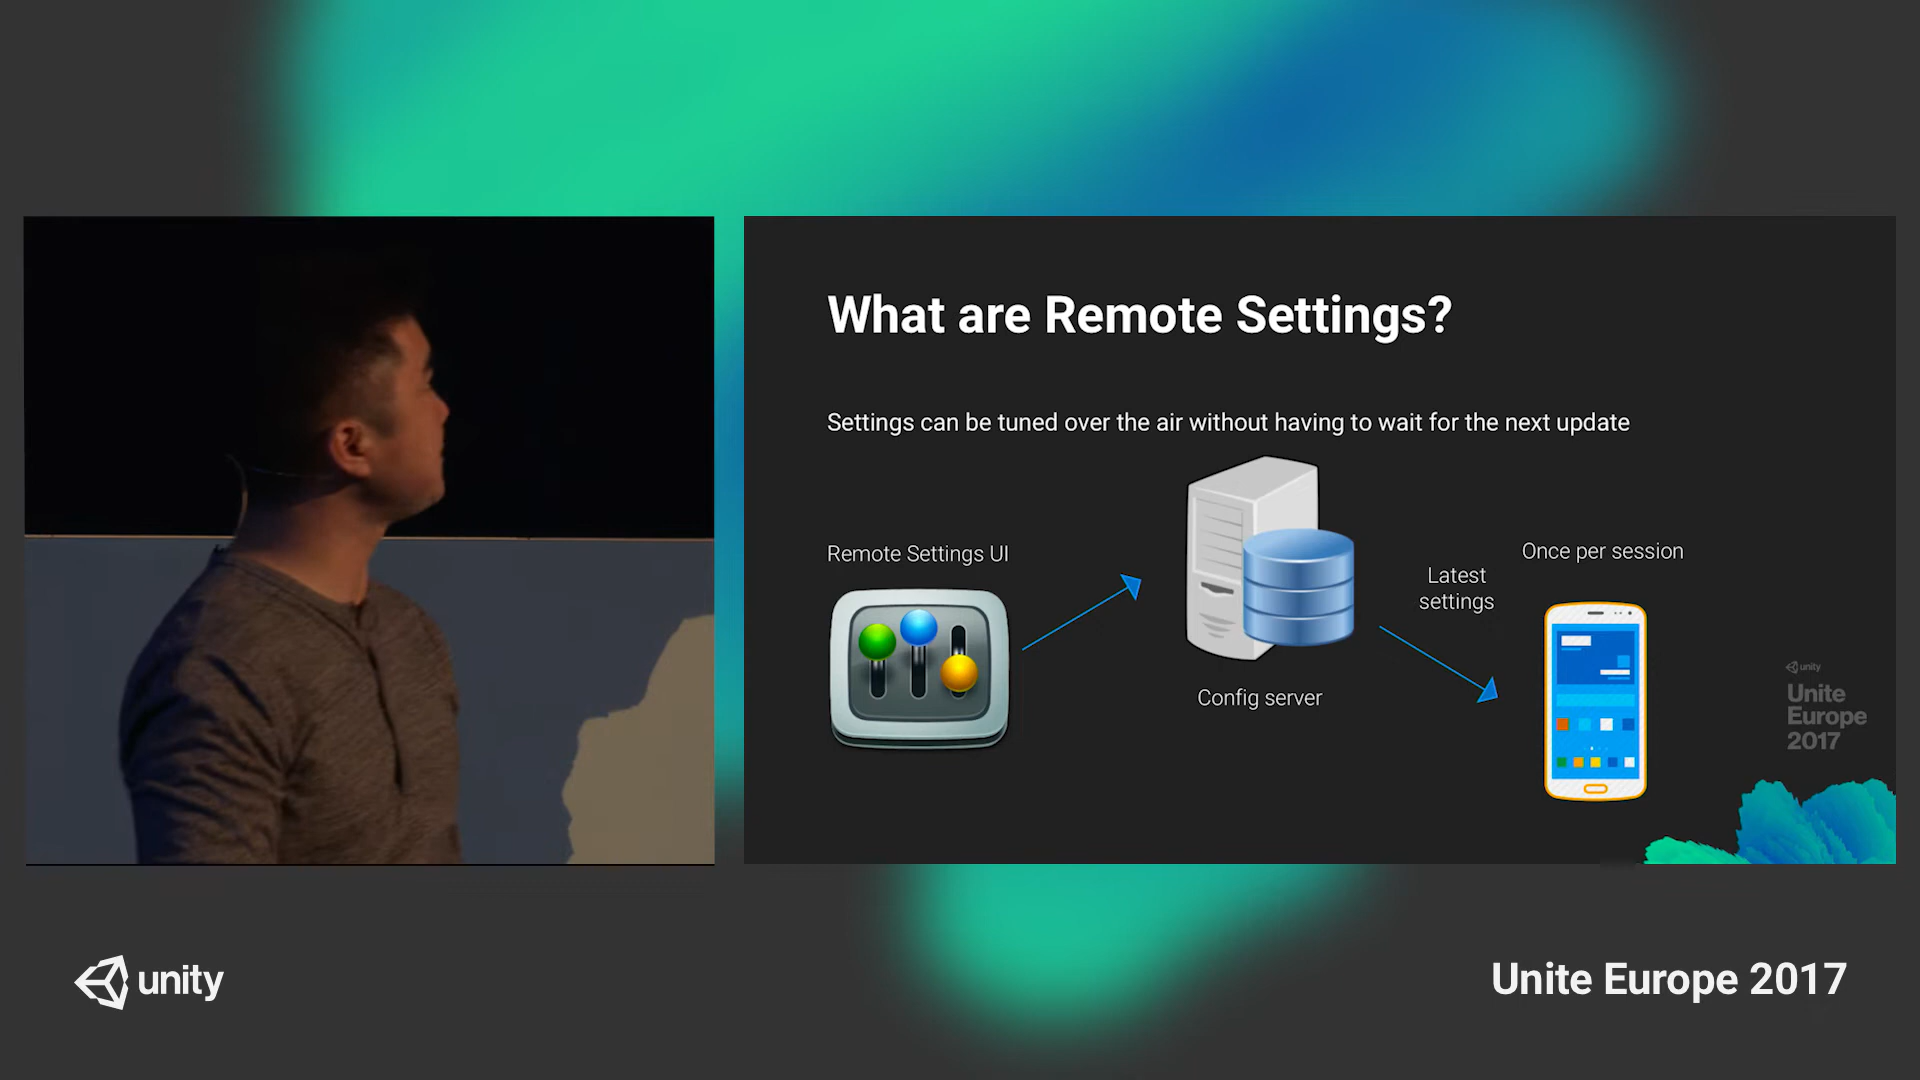 What are Remote Settings?
Settings can be tuned over the air without having to wait for the next update
Remote Settings UI
Config server
Latest
settings
Once per session
unity
Unite
Europe
2017
unity
Unite Europe 2017